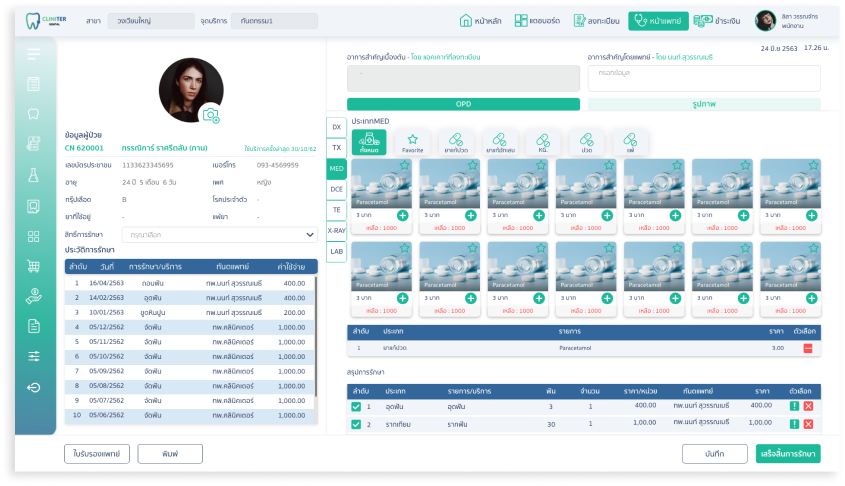 CLINITER
DENTAL
สาขา วงเวียนใหญ่ จุดบริการ ทันตกรรม1 หน้าหลัก แดชบอร์ด ลงทะเบียน หน้าแพทย์ ชำระเงิน ลิสา วรรณจักร
พนักงาน
24 มิ.ย 2563 17.26 น.
อาการสำคัญเบื้องต้น - โดย แอคเคาท์ที่ลงทะเบียน อาการสำคัญโดยแพทย์ - โดย นนท์ สุวรรณเมธี
- กรอกข้อมูล
OPD รูปภาพ
ข้อมูลผู้ป่วย
CN 620001 กรรณิการ์ ราศรีตลับ (กาน) ใช้บริการครั้งล่าสุด 30/10/62
เลขบัตรประชาชน 1133623345695 เบอร์โทร 093-4569959
อายุ 24 ปี 5 เดือน 6 วัน เพศ หญิง
กรุ๊ปเลือด B โรคประจำตัว -
ยาที่ใช้อยู่ - แพ้ยา -
สิทธิ์การรักษา กรุณาเลือก
ประวัติการรักษา
ลำดับ วันที่ การรักษา/บริการ ทันตแพทย์ ค่าใช้จ่าย
1 16/04/2563 ถอนฟัน ทพ.นนท์ สุวรรณเมธี 400.00
2 14/02/2563 อุดฟัน ทพ.นนท์ สุวรรณเมธี 400.00
3 10/01/2563 ขูดหินปูน ทพ.นนท์ สุวรรณเมธี 200.00
4 05/12/2562 จัดฟัน ทพ.คลินิคเตอร์ 1,000.00
5 05/11/2562 จัดฟัน ทพ.คลินิคเตอร์ 1,000.00
6 05/10/2562 จัดฟัน ทพ.คลินิคเตอร์ 1,000.00
7 05/09/2562 จัดฟัน ทพ.คลินิคเตอร์ 1,000.00
8 05/08/2562 จัดฟัน ทพ.คลินิคเตอร์ 1,000.00
9 05/07/2562 จัดฟัน ทพ.คลินิคเตอร์ 1,000.00
10 05/06/2562 จัดฟัน ทพ.คลินิคเตอร์ 1,000.00
DX
TX
MED
DCE
TE
X-RAY
LAB
ประเภทMED
ทั้งหมด Favorite ยาแก้ปวด ยาแก้อักเสบ ปวด แพ้
Paracetamol Paracetamol Paracetamol Paracetamol Paracetamol Paracetamol Paracetamol
3 บาท 3 บาท 3 บาท 3 บาท 3 บาท 3 บาท 3 บาท
เหลือ : 1000 เหลือ : 1000 เหลือ : 1000 เหลือ : 1000 เหลือ : 1000 เหลือ : 1000 เหลือ : 1000
Paracetamol Paracetamol Paracetamol Paracetamol Paracetamol Paracetamol Paracetamol
3 บาท 3 บาท 3 บาท 3 บาท 3 บาท 3 บาท 3 บาท
เหลือ : 1000 เหลือ : 1000 เหลือ : 1000 เหลือ : 1000 เหลือ : 1000 เหลือ : 1000 เหลือ : 1000
ลำดับ ประเภท รายการ ราคา ตัวเลือก
1 ยาแก้ปวด Paracetamol 3.00
สรุปการรักษา
ลำดับ ประเภท รายการ/บริการ ฟัน จำนวน ราคา/หน่วย ทันตแพทย์ ราคา ตัวเลือก
1 อุดฟัน อุดฟัน 3 1 400.00 ทพ.นนท์ สุวรรณเมธี 400.00
2 รากเทียม รากฟัน 30 1 1,00.00 ทพ.นนท์ สุวรรณเมธี 1,00.00
ใบรับรองแพทย์ พิมพ์ บันทึก เสร็จสิ้นการรักษา